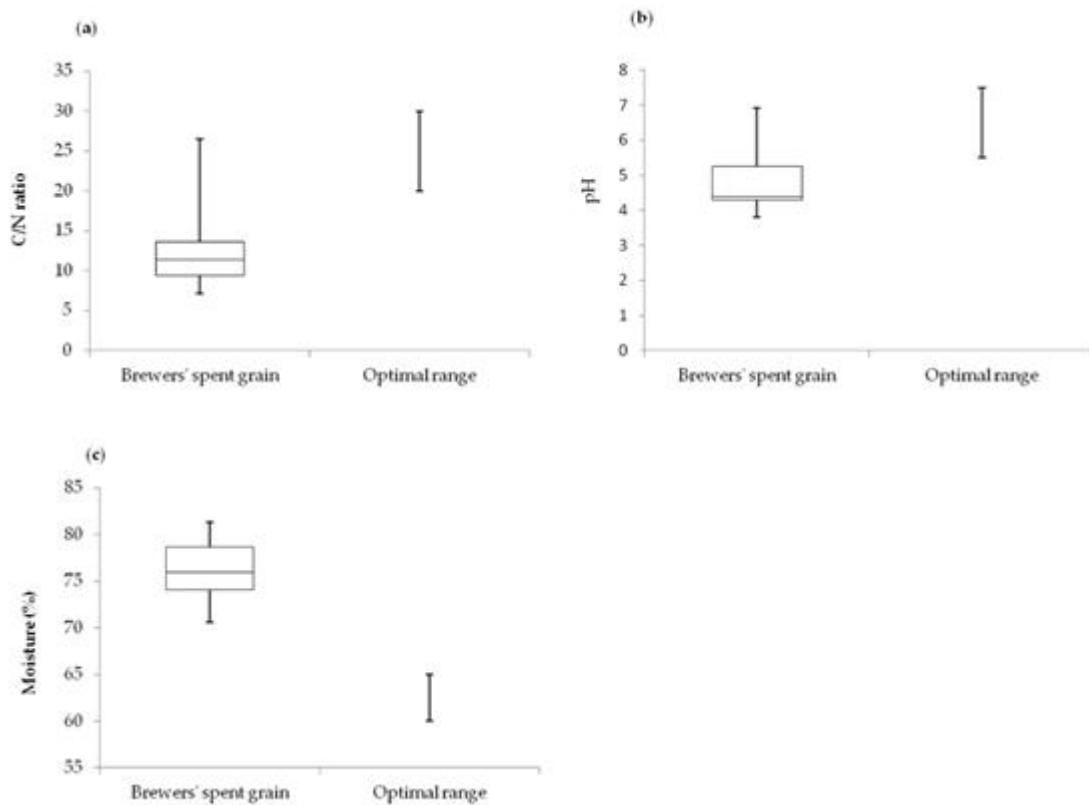 (a)
35
30
25
20
15
10
5
0
C/N ratio
Brewers' spent grain Optimal range
(b)
8
7
6
5
4
3
2
1
0
pH
Brewers' spent grain Optimal range
(c)
85
80
75
70
65
60
55
Moisture (%)
Brewers' spent grain Optimal range